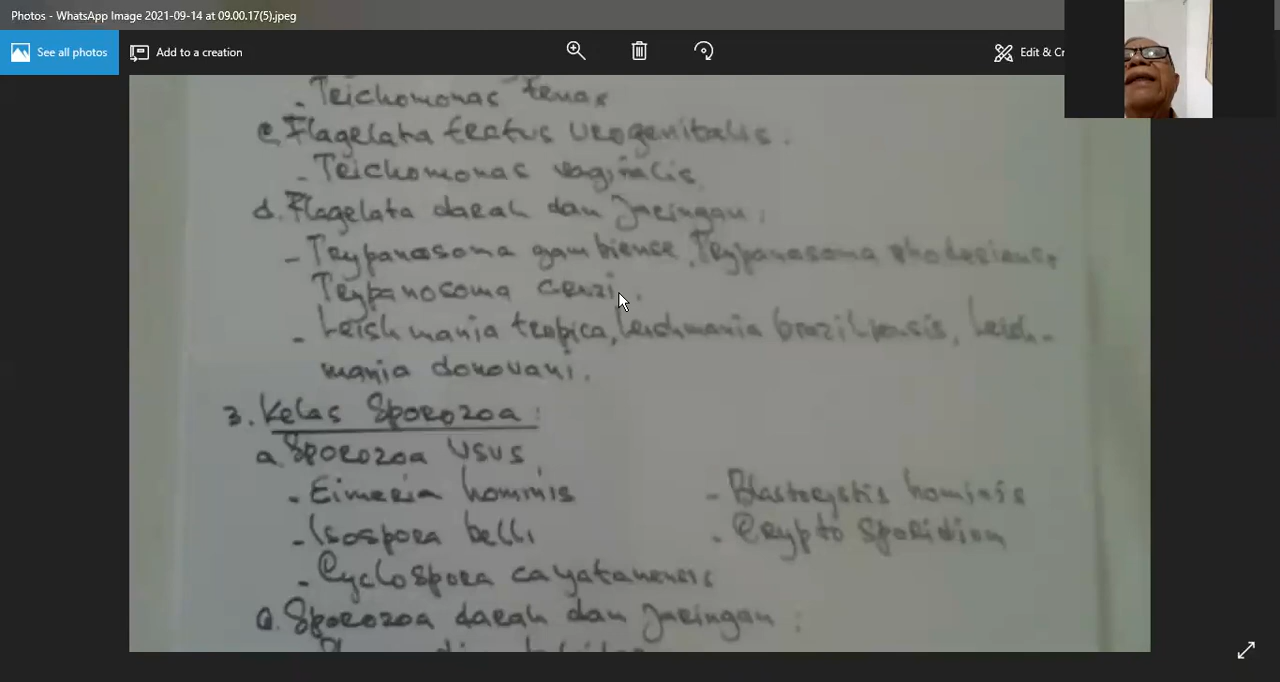 Photos - WhatsApp Image 2021-09-14 at 09.00.17(5).jpeg
See all photos
Add to a creation
Edit & Cr
- Trichomonas tenax
c. Flagelata tractus urogenitalis.
- Trichomonas vaginalis
d. Flagelata darah dan Jaringan:
- Trypanosoma gambiense, Trypanosoma rhodesiense
Trypanosoma cruzi.
- Leishmania tropica, Leishmania braziliensis, Leish-
mania donovani.
3. Kelas Sporozoa:
a. Sporozoa usus,
- Eimeria hominis
- Blastocystis hominis
- Isospora belli
- Crypto sporidium
- Cyclospora cayatanensis
Sporozoa darah dan Jaringan: